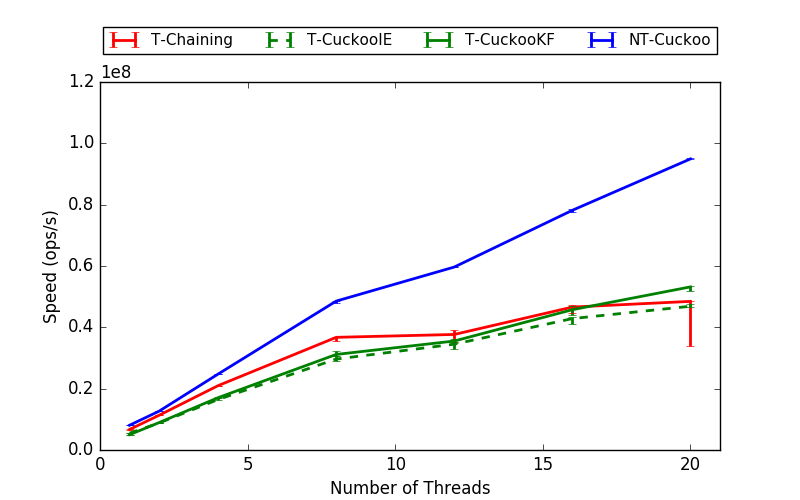 T-Chaining T-CuckooIE T-CuckooKF NT-Cuckoo
1e8
1.2
1.0
0.8
0.6
0.4
0.2
0.0
Speed (ops/s)
0 5 10 15 20
Number of Threads